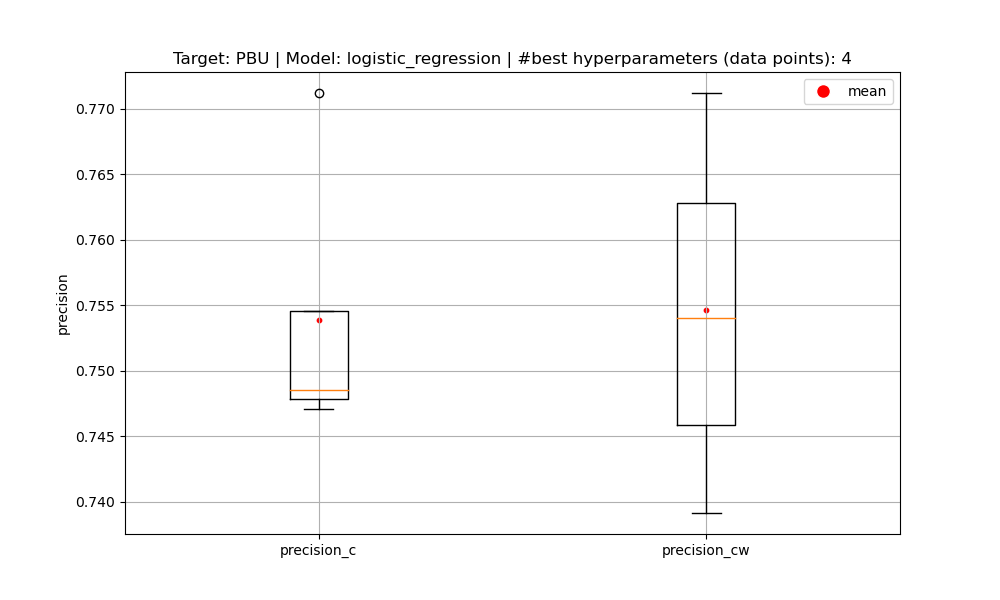 Target: PBU | Model: logistic_regression | #best hyperparameters (data points): 4
mean
0.770
0.765
0.760
0.755
0.750
0.745
0.740
precision
precision_c
precision_cw